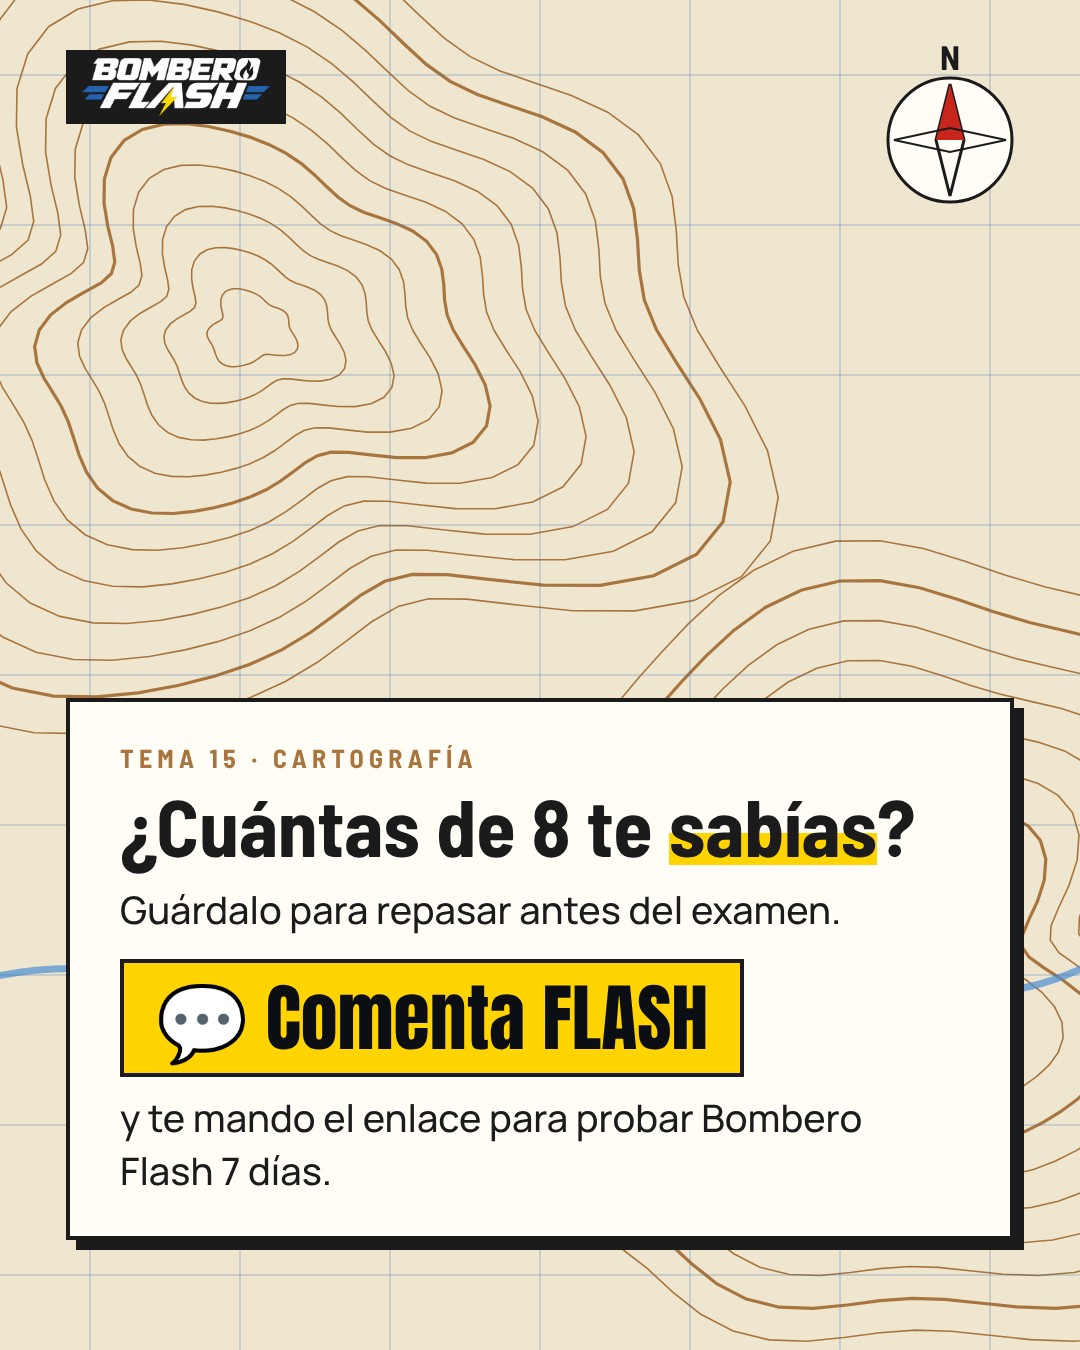 BOMBERO
FLASH
N
TEMA 15 · CARTOGRAFÍA
¿Cuántas de 8 te sabías?
Guárdalo para repasar antes del examen.
💬 Comenta FLASH
y te mando el enlace para probar Bombero
Flash 7 días.